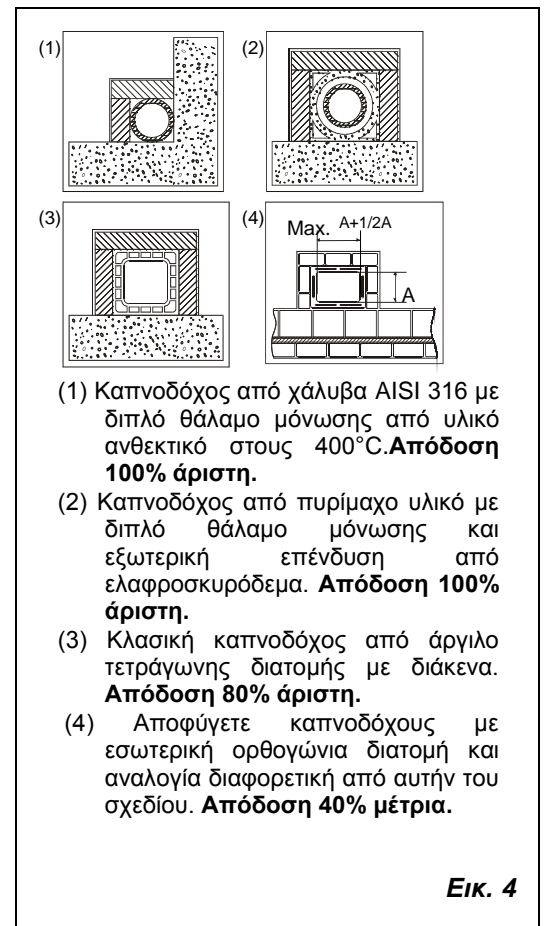 (1)
(2)
(3)
(4)
Max. A+1/2A
A
(1) Καπνοδόχος από χάλυβα AISI 316 με
διπλό θάλαμο μόνωσης από υλικό
ανθεκτικό στους 400°C.Απόδοση
100% άριστη.
(2) Καπνοδόχος από πυρίμαχο υλικό με
διπλό θάλαμο μόνωσης και
εξωτερική επένδυση από
ελαφροσκυρόδεμα. Απόδοση 100%
άριστη.
(3) Κλασική καπνοδόχος από άργιλο
τετράγωνης διατομής με διάκενα.
Απόδοση 80% άριστη.
(4) Αποφύγετε καπνοδόχους με
εσωτερική ορθογώνια διατομή και
αναλογία διαφορετική από αυτήν του
σχεδίου. Απόδοση 40% μέτρια.
Εικ. 4